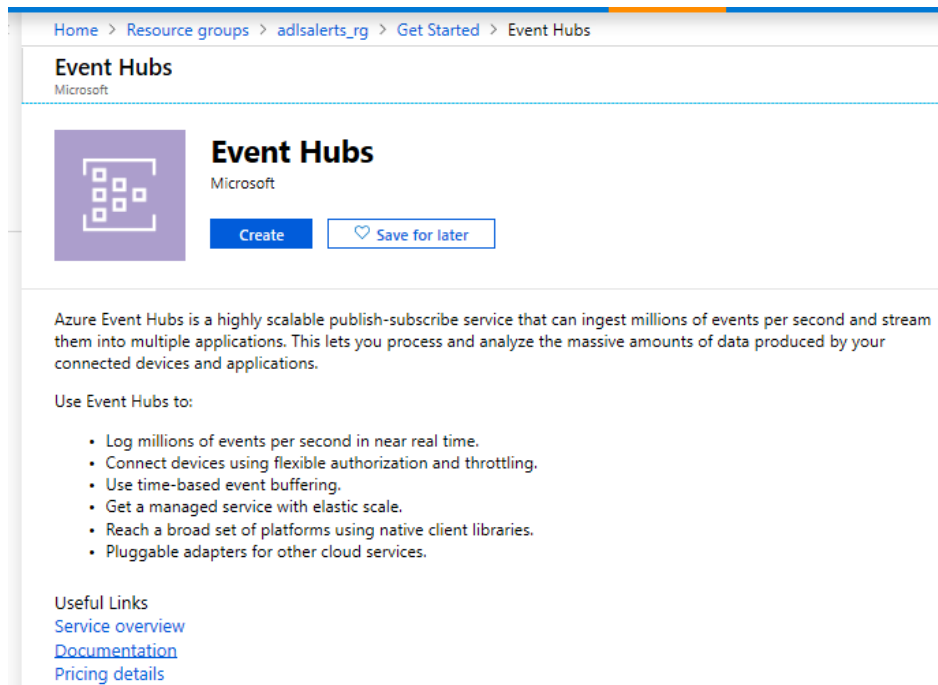 Home > Resource groups > adlsalerts_rg > Get Started > Event Hubs
Event Hubs
Microsoft
Event Hubs
Microsoft
Create
Save for later
Azure Event Hubs is a highly scalable publish-subscribe service that can ingest millions of events per second and stream
them into multiple applications. This lets you process and analyze the massive amounts of data produced by your
connected devices and applications.
Use Event Hubs to:
• Log millions of events per second in near real time.
• Connect devices using flexible authorization and throttling.
• Use time-based event buffering.
• Get a managed service with elastic scale.
• Reach a broad set of platforms using native client libraries.
• Pluggable adapters for other cloud services.
Useful Links
Service overview
Documentation
Pricing details